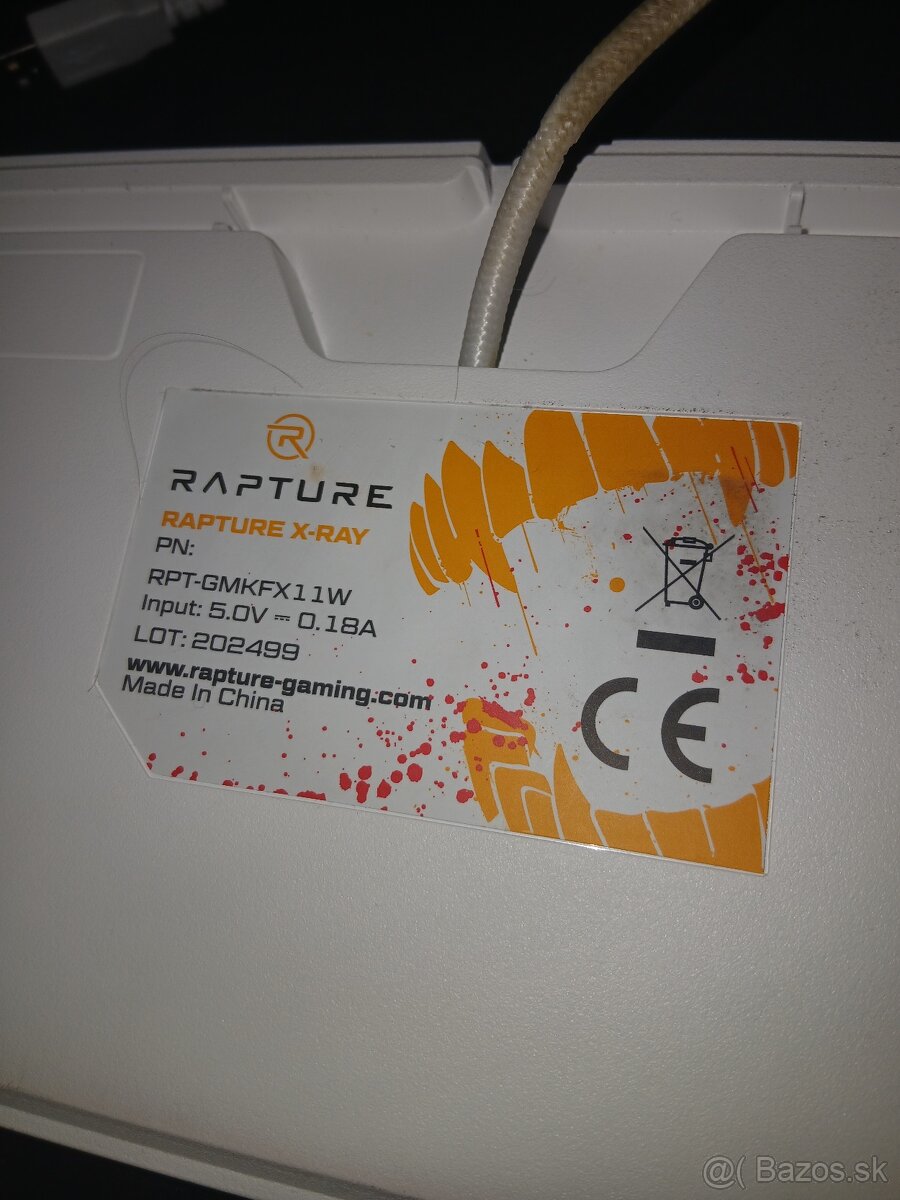 R
RAPTURE
RAPTURE X-RAY
PN:
RPT-GMKFX11W
Input: 5.0V ⎓ 0.18A
LOT: 202499
www.rapture-gaming.com
Made In China
CE
@( Bazos.sk